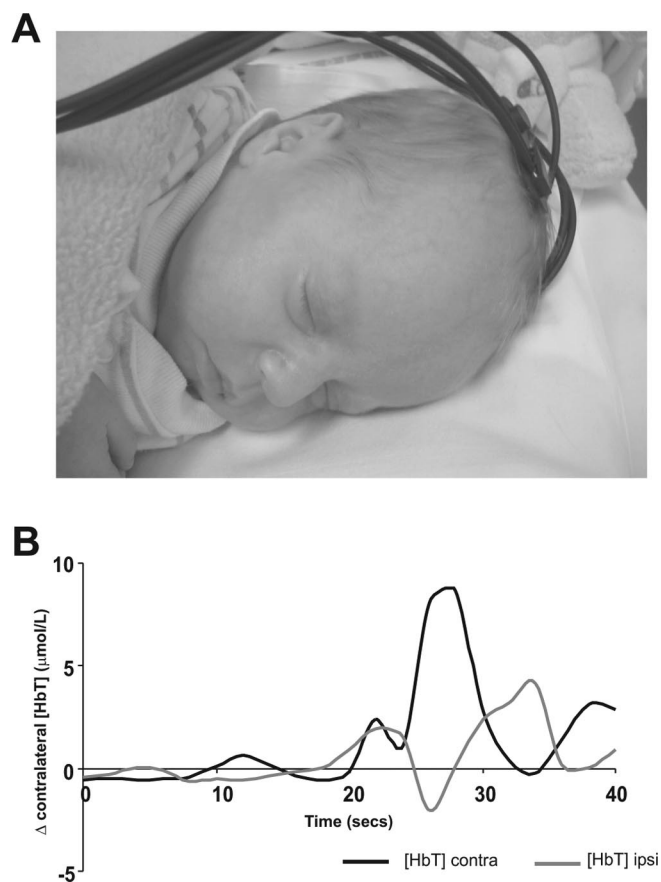 A
B
10
5
0
-5
0
10
20
30
40
Δ contralateral [HbT] (μmol/L)
Time (secs)
[HbT] contra
[HbT] ipsi